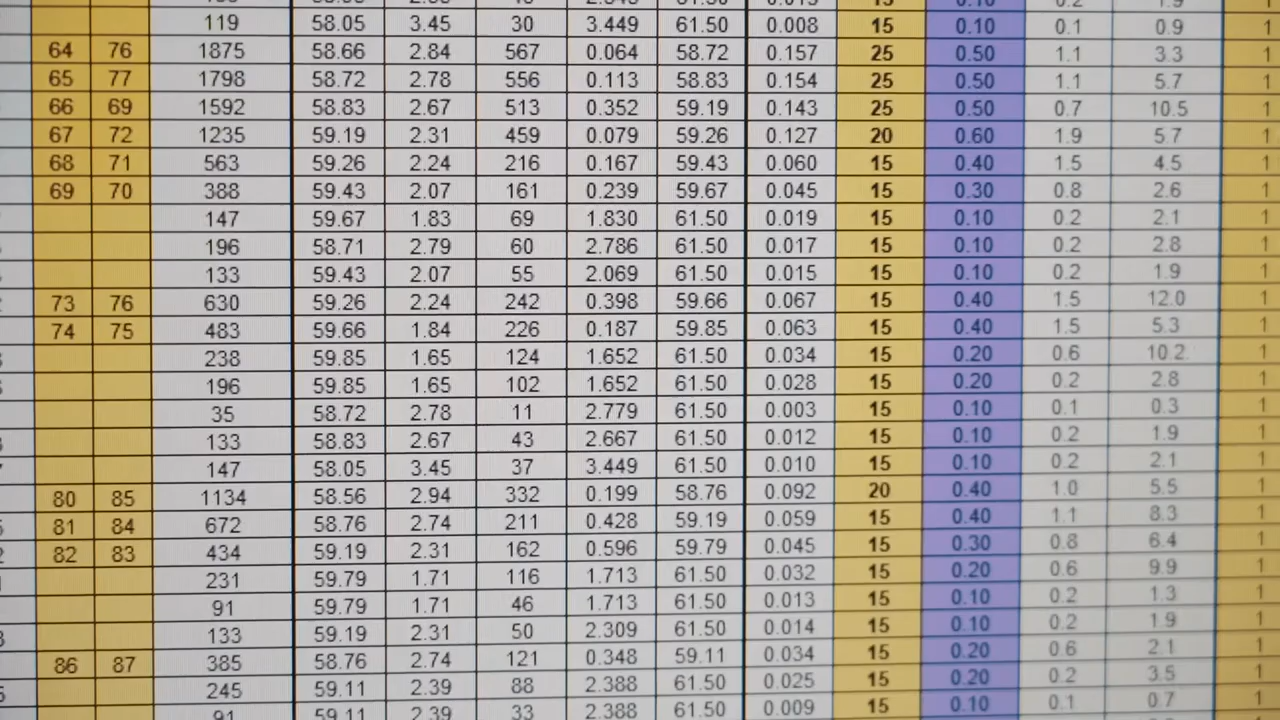 119 58.05 3.45 30 3.449 61.50 0.008 15 0.10 0.1 0.9 1
64 76 1875 58.66 2.84 567 0.064 58.72 0.157 25 0.50 1.1 3.3 1
65 77 1798 58.72 2.78 556 0.113 58.83 0.154 25 0.50 1.1 5.7 1
66 69 1592 58.83 2.67 513 0.352 59.19 0.143 25 0.50 0.7 10.5 1
67 72 1235 59.19 2.31 459 0.079 59.26 0.127 20 0.60 1.9 5.7 1
68 71 563 59.26 2.24 216 0.167 59.43 0.060 15 0.40 1.5 4.5 1
69 70 388 59.43 2.07 161 0.239 59.67 0.045 15 0.30 0.8 2.6 1
147 59.67 1.83 69 1.830 61.50 0.019 15 0.10 0.2 2.1 1
196 58.71 2.79 60 2.786 61.50 0.017 15 0.10 0.2 2.8 1
133 59.43 2.07 55 2.069 61.50 0.015 15 0.10 0.2 1.9 1
73 76 630 59.26 2.24 242 0.398 59.66 0.067 15 0.40 1.5 12.0 1
74 75 483 59.66 1.84 226 0.187 59.85 0.063 15 0.40 1.5 5.3 1
238 59.85 1.65 124 1.652 61.50 0.034 15 0.20 0.6 10.2 1
196 59.85 1.65 102 1.652 61.50 0.028 15 0.20 0.2 2.8 1
35 58.72 2.78 11 2.779 61.50 0.003 15 0.10 0.1 0.3 1
133 58.83 2.67 43 2.667 61.50 0.012 15 0.10 0.2 1.9 1
147 58.05 3.45 37 3.449 61.50 0.010 15 0.10 0.2 2.1 1
80 85 1134 58.56 2.94 332 0.199 58.76 0.092 20 0.40 1.0 5.5 1
81 84 672 58.76 2.74 211 0.428 59.19 0.059 15 0.40 1.1 8.3 1
82 83 434 59.19 2.31 162 0.596 59.79 0.045 15 0.30 0.8 6.4 1
231 59.79 1.71 116 1.713 61.50 0.032 15 0.20 0.6 9.9 1
91 59.79 1.71 46 1.713 61.50 0.013 15 0.10 0.2 1.3 1
133 59.19 2.31 50 2.309 61.50 0.014 15 0.10 0.2 1.9 1
86 87 385 58.76 2.74 121 0.348 59.11 0.034 15 0.20 0.6 2.1 1
245 59.11 2.39 88 2.388 61.50 0.025 15 0.20 0.2 3.5 1
91 59.11 2.39 33 2.388 61.50 0.009 15 0.10 0.1 0.7 1